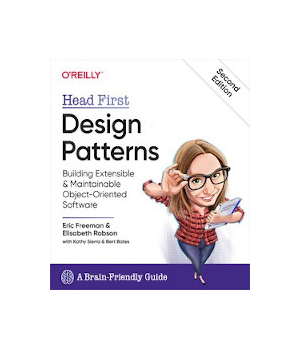 O'REILLY®
Second
Edition
Head First
Design
Patterns
Building Extensible
& Maintainable
Object-Oriented
Software
Eric Freeman &
Elisabeth Robson
with Kathy Sierra & Bert Bates
A Brain-Friendly Guide